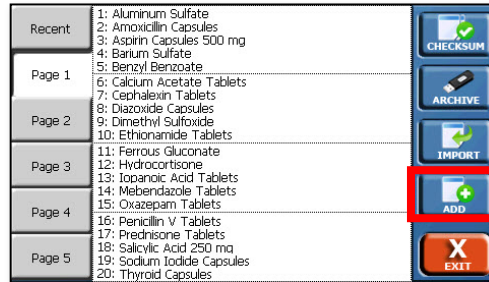 Recent
Page 1
Page 2
Page 3
Page 4
Page 5
1: Aluminum Sulfate
2: Amoxicillin Capsules
3: Aspirin Capsules 500 mg
4: Barium Sulfate
5: Benzyl Benzoate
6: Calcium Acetate Tablets
7: Cephalexin Tablets
8: Diazoxide Capsules
9: Dimethyl Sulfoxide
10: Ethionamide Tablets
11: Ferrous Gluconate
12: Hydrocortisone
13: Iopanoic Acid Tablets
14: Mebendazole Tablets
15: Oxazepam Tablets
16: Penicillin V Tablets
17: Prednisone Tablets
18: Salicylic Acid 250 mg
19: Sodium Iodide Capsules
20: Thyroid Capsules
CHECKSUM
ARCHIVE
IMPORT
ADD
X
EXIT